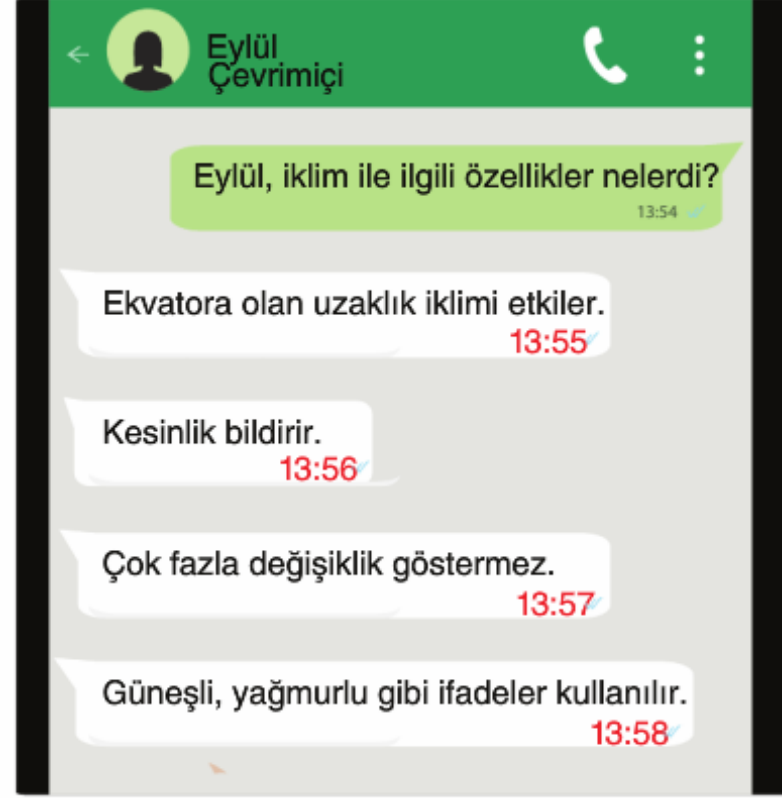 Eylül
Çevrimiçi
Eylül, iklim ile ilgili özellikler nelerdi?
13:54
Ekvatora olan uzaklık iklimi etkiler.
13:55
Kesinlik bildirir.
13:56
Çok fazla değişiklik göstermez.
13:57
Güneşli, yağmurlu gibi ifadeler kullanılır.
13:58